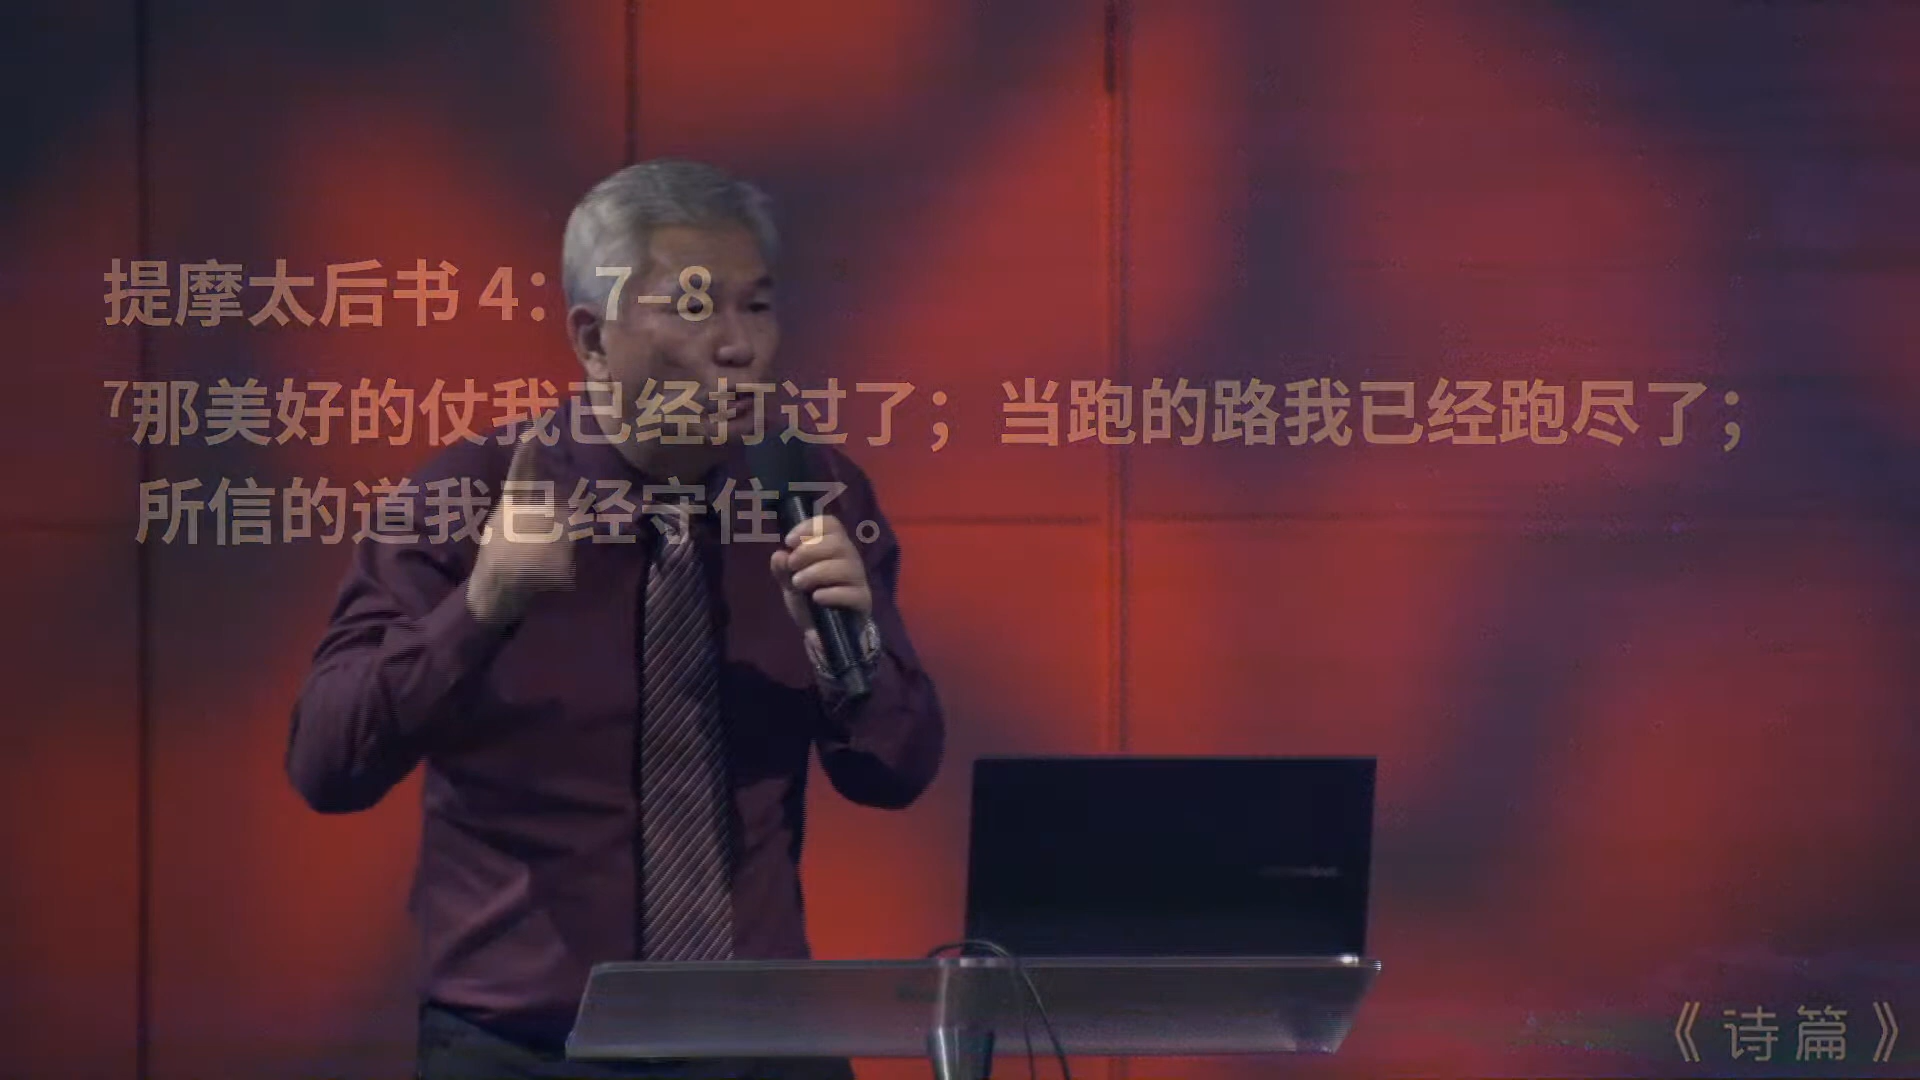 提摩太后书 4：7–8
7那美好的仗我已经打过了；当跑的路我已经跑尽了；
所信的道我已经守住了。
《诗篇》